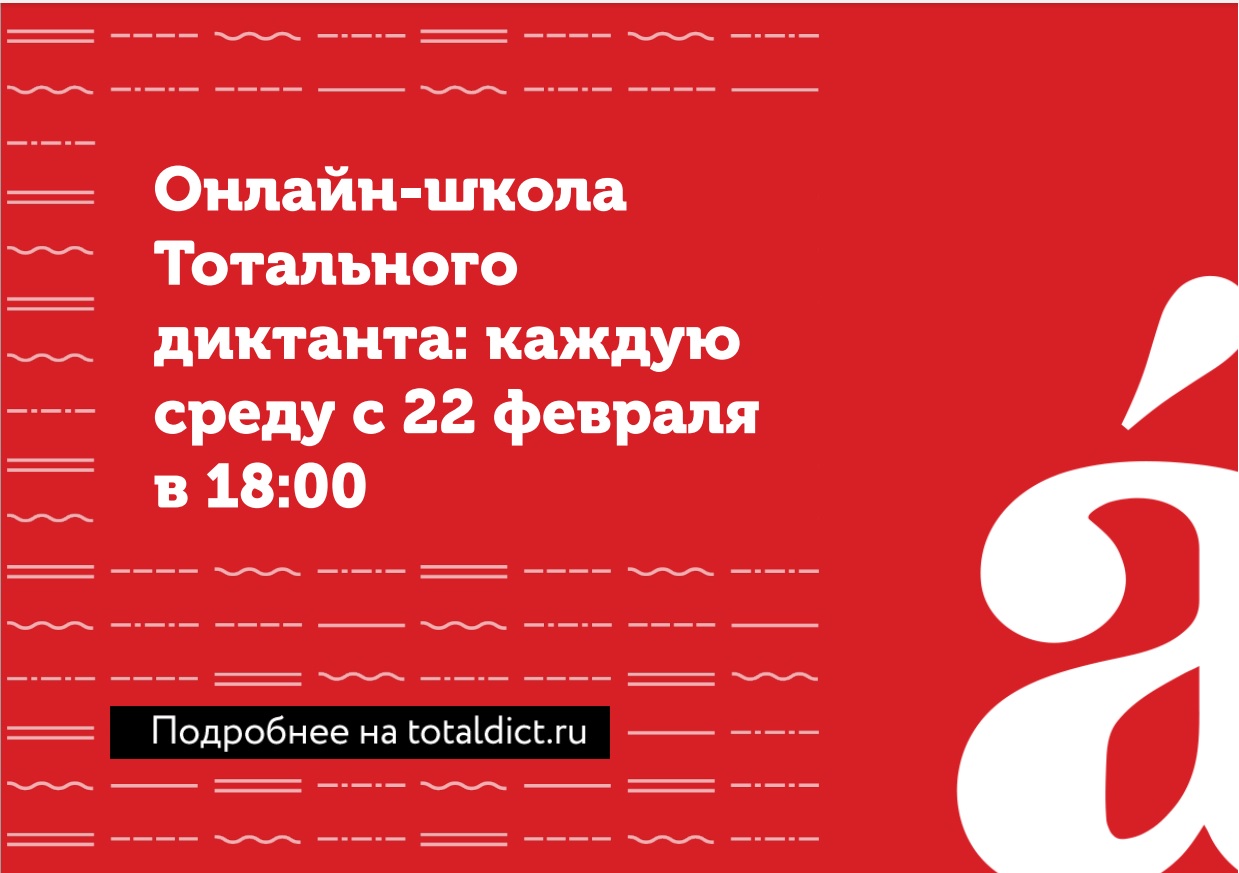 Онлайн-школа
Тотального
диктанта: каждую
среду с 22 февраля
в 18:00
Подробнее на totaldict.ru
á